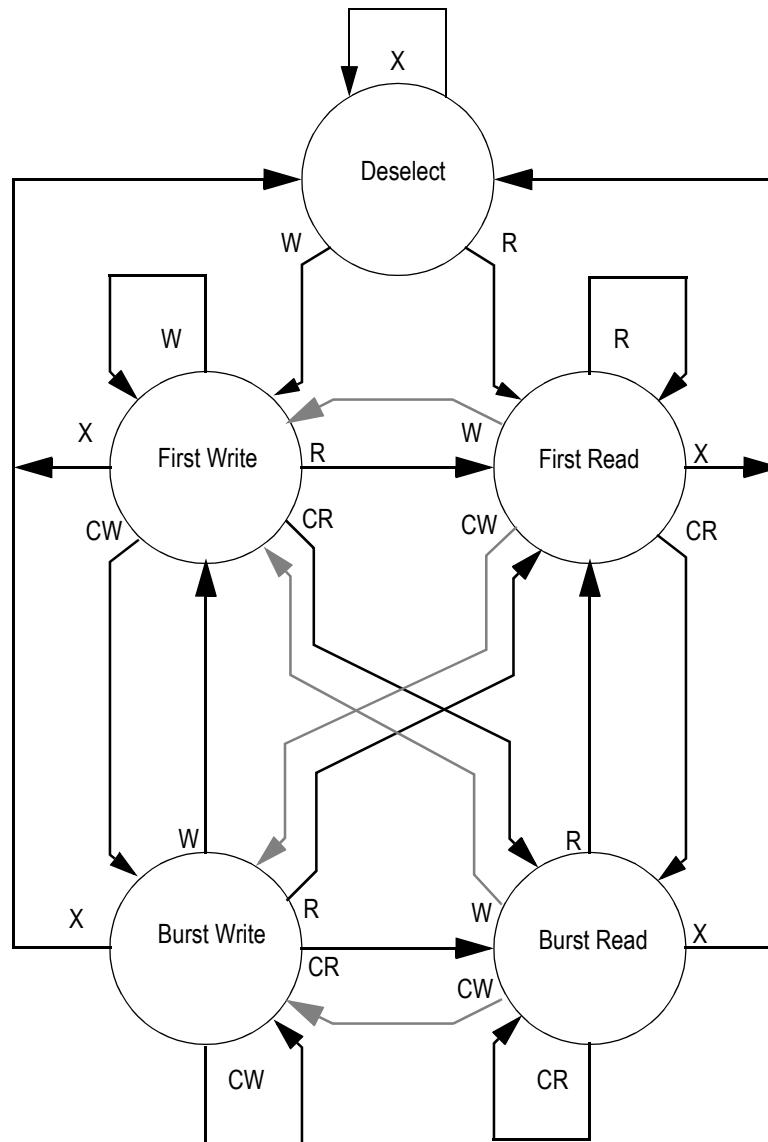 X
Deselect
W
R
W
R
X
W
First Write
R
First Read
X
CW
CR
CW
CR
W
R
X
R
W
Burst Write
Burst Read
X
CR
CW
CW
CR